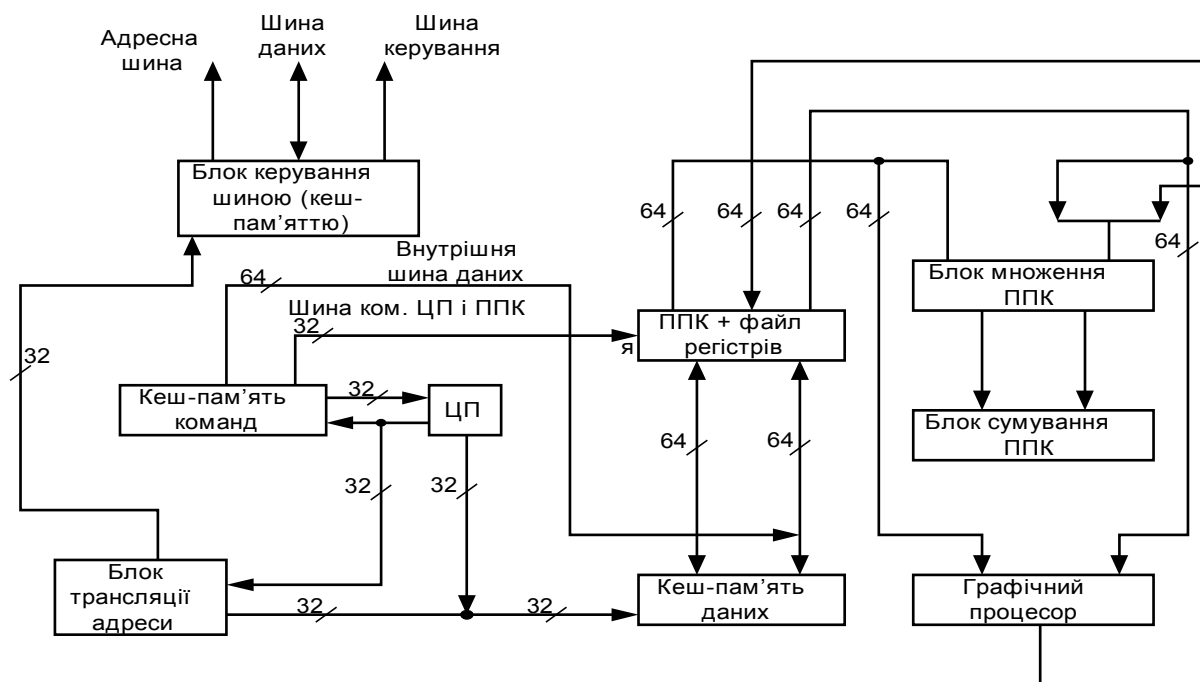 Адресна
шина
Шина
даних
Шина
керування
Блок керування
шиною (кеш-
пам’яттю)
64
64
64
64
64
Внутрішня
шина даних
64
Блок множення
ППК
Шина ком. ЦП і ППК
32
я
ППК + файл
регістрів
32
Кеш-пам’ять
команд
32
ЦП
Блок сумування
ППК
64
64
32
32
Блок
трансляції
адреси
32
32
Кеш-пам’ять
даних
Графічний
процесор